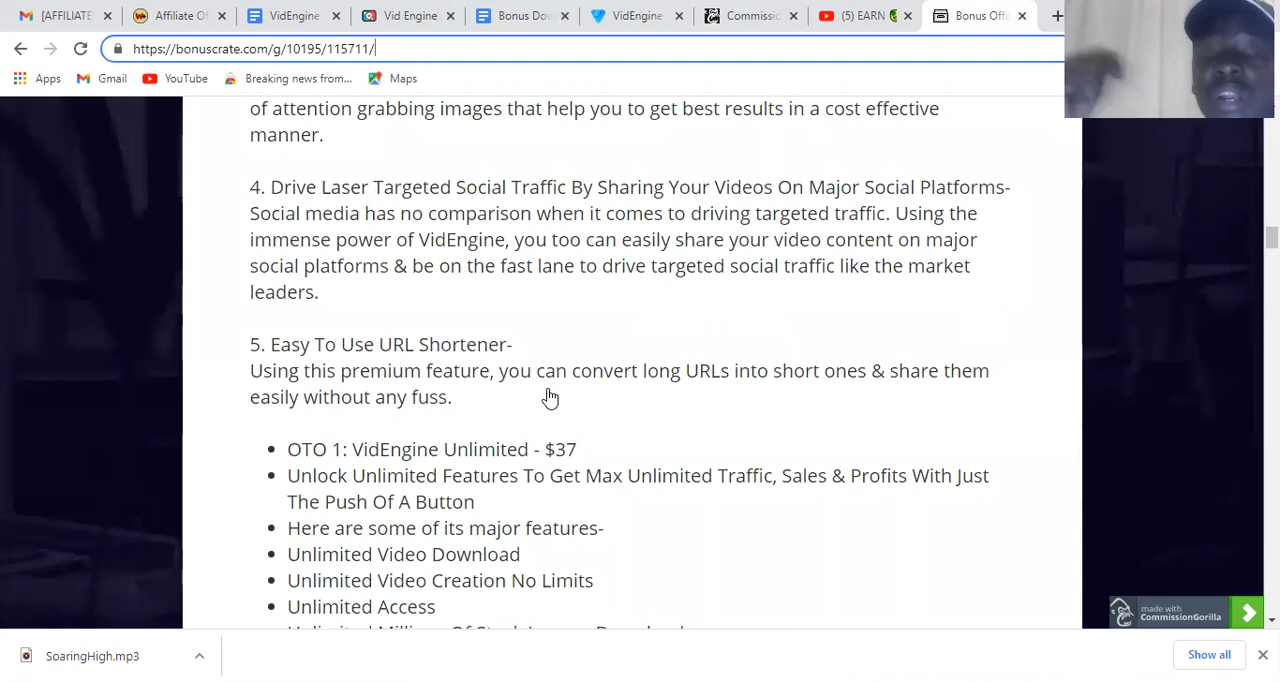 [AFFILIATE
Affiliate Of
VidEngine
Vid Engine
Bonus Dow
VidEngine
Commissic
(5) EARN
Bonus Offe
https://bonuscrate.com/g/10195/115711/
Apps
Gmail
YouTube
Breaking news from...
Maps
of attention grabbing images that help you to get best results in a cost effective
manner.
4. Drive Laser Targeted Social Traffic By Sharing Your Videos On Major Social Platforms-
Social media has no comparison when it comes to driving targeted traffic. Using the
immense power of VidEngine, you too can easily share your video content on major
social platforms & be on the fast lane to drive targeted social traffic like the market
leaders.
5. Easy To Use URL Shortener-
Using this premium feature, you can convert long URLs into short ones & share them
easily without any fuss.
OTO 1: VidEngine Unlimited - $37
Unlock Unlimited Features To Get Max Unlimited Traffic, Sales & Profits With Just
The Push Of A Button
Here are some of its major features-
Unlimited Video Download
Unlimited Video Creation No Limits
Unlimited Access
made with
CommissionGorilla
SoaringHigh.mp3
Show all